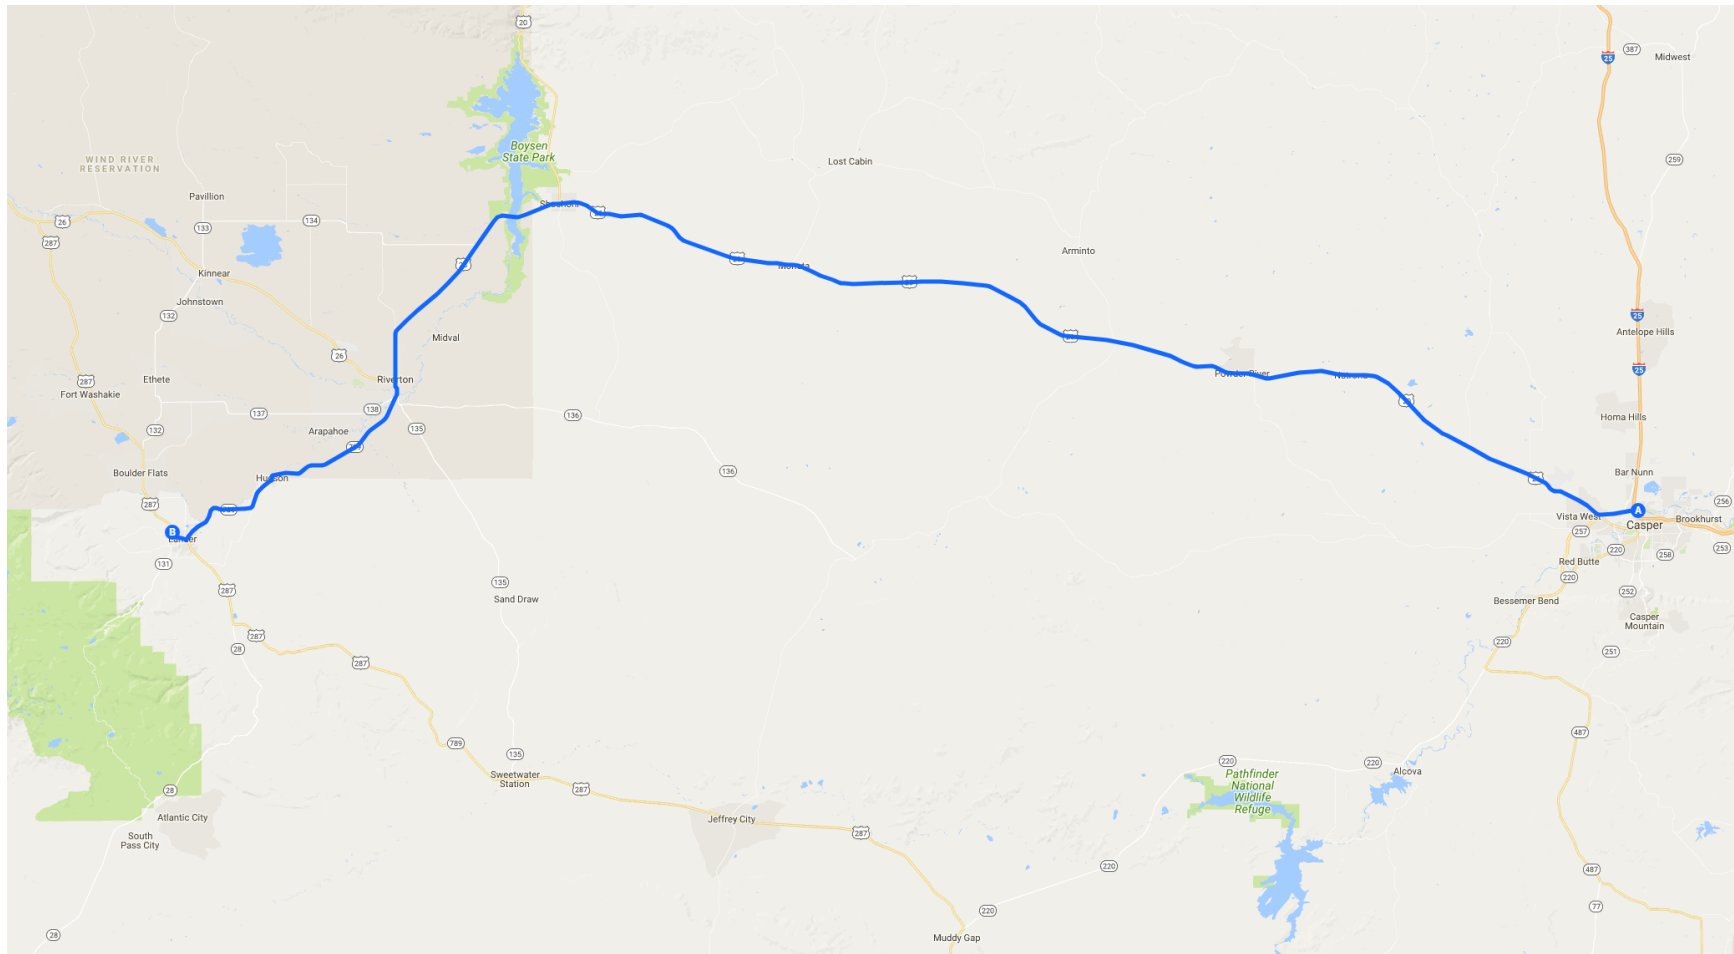 20
25
387
Midwest
WIND RIVER
RESERVATION
Boysen
State Park
Lost Cabin
259
Pavillion
26
133
134
287
Arminto
Kinnear
Johnstown
132
25
Antelope Hills
Midval
26
25
287
Ethete
Riverton
Fort Washakie
137
138
136
135
Homa Hills
132
Arapahoe
Boulder Flats
136
Bar Nunn
287
A
256
Vista West
Casper
Brookhurst
257
220
258
253
B
131
Red Butte
220
287
135
Sand Draw
252
Bessemer Bend
Casper
Mountain
287
28
220
251
287
487
789
135
220
220
Alcova
Sweetwater
Station
287
Pathfinder
National
Wildlife
Refuge
28
Atlantic City
Jeffrey City
287
South
Pass City
220
487
77
220
28
Muddy Gap